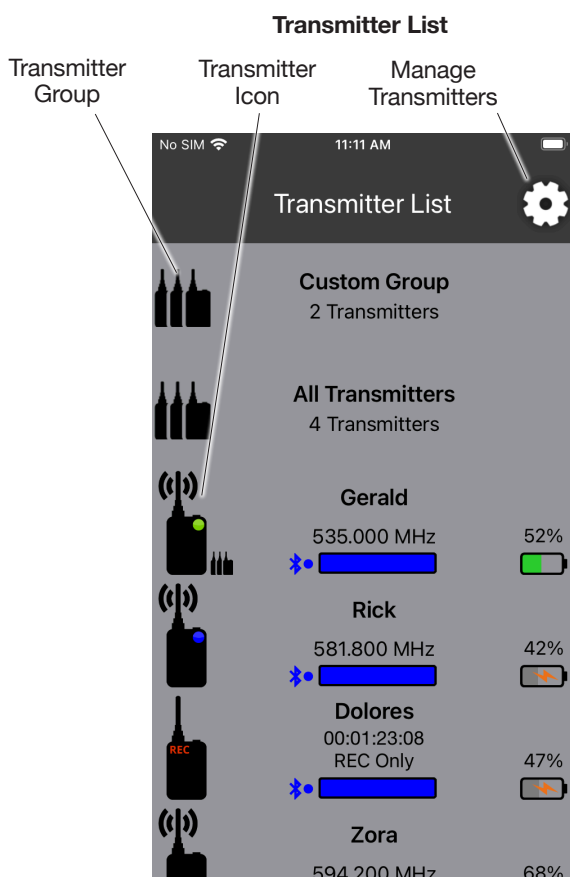 Transmitter List
Transmitter
Group
Transmitter
Icon
Manage
Transmitters
No SIM 11:11 AM
Transmitter List
Custom Group
2 Transmitters
All Transmitters
4 Transmitters
Gerald
535.000 MHz 52%
Rick
581.800 MHz 42%
Dolores
00:01:23:08
REC
REC Only 47%
Zora
594.200 MHz 68%